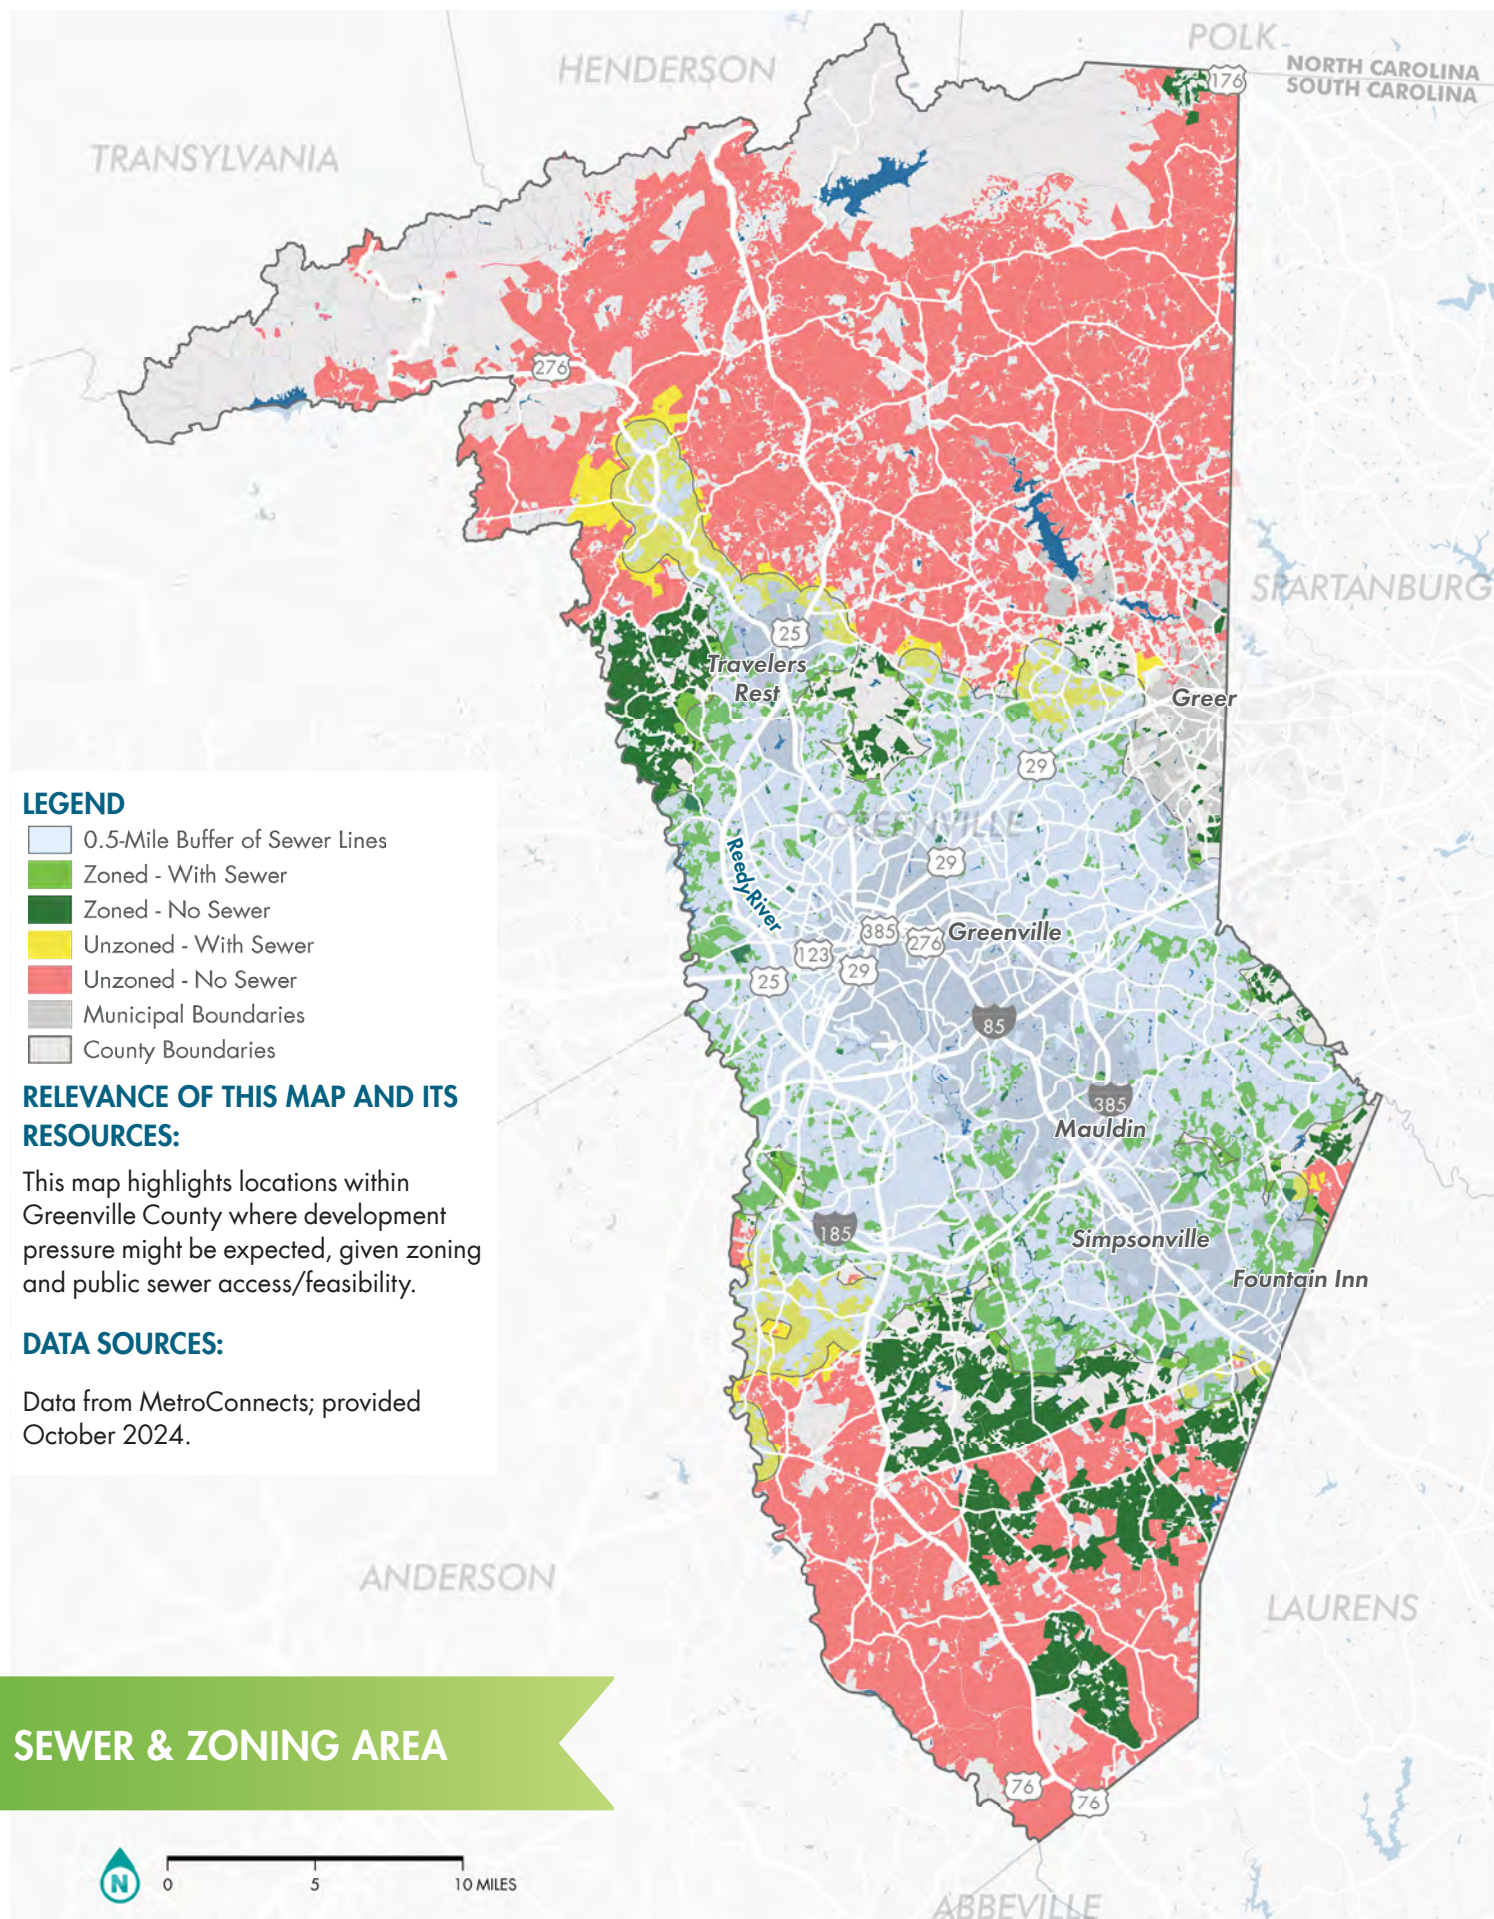 POLK
HENDERSON
NORTH CAROLINA
176
SOUTH CAROLINA
TRANSYLVANIA
276
SPARTANBURG
25
Travelers
Rest
Greer
29
LEGEND
0.5-Mile Buffer of Sewer Lines
Zoned - With Sewer
Zoned - No Sewer
Unzoned - With Sewer
Unzoned - No Sewer
Municipal Boundaries
County Boundaries
GREENVILLE
29
Reedy River
385
276
Greenville
123
29
25
85
385
Mauldin
RELEVANCE OF THIS MAP AND ITS
RESOURCES:
This map highlights locations within
Greenville County where development
pressure might be expected, given zoning
and public sewer access/feasibility.
185
Simpsonville
Fountain Inn
DATA SOURCES:
Data from MetroConnects; provided
October 2024.
ANDERSON
LAURENS
SEWER & ZONING AREA
76
76
N
0
5
10 MILES
ABBEVILLE